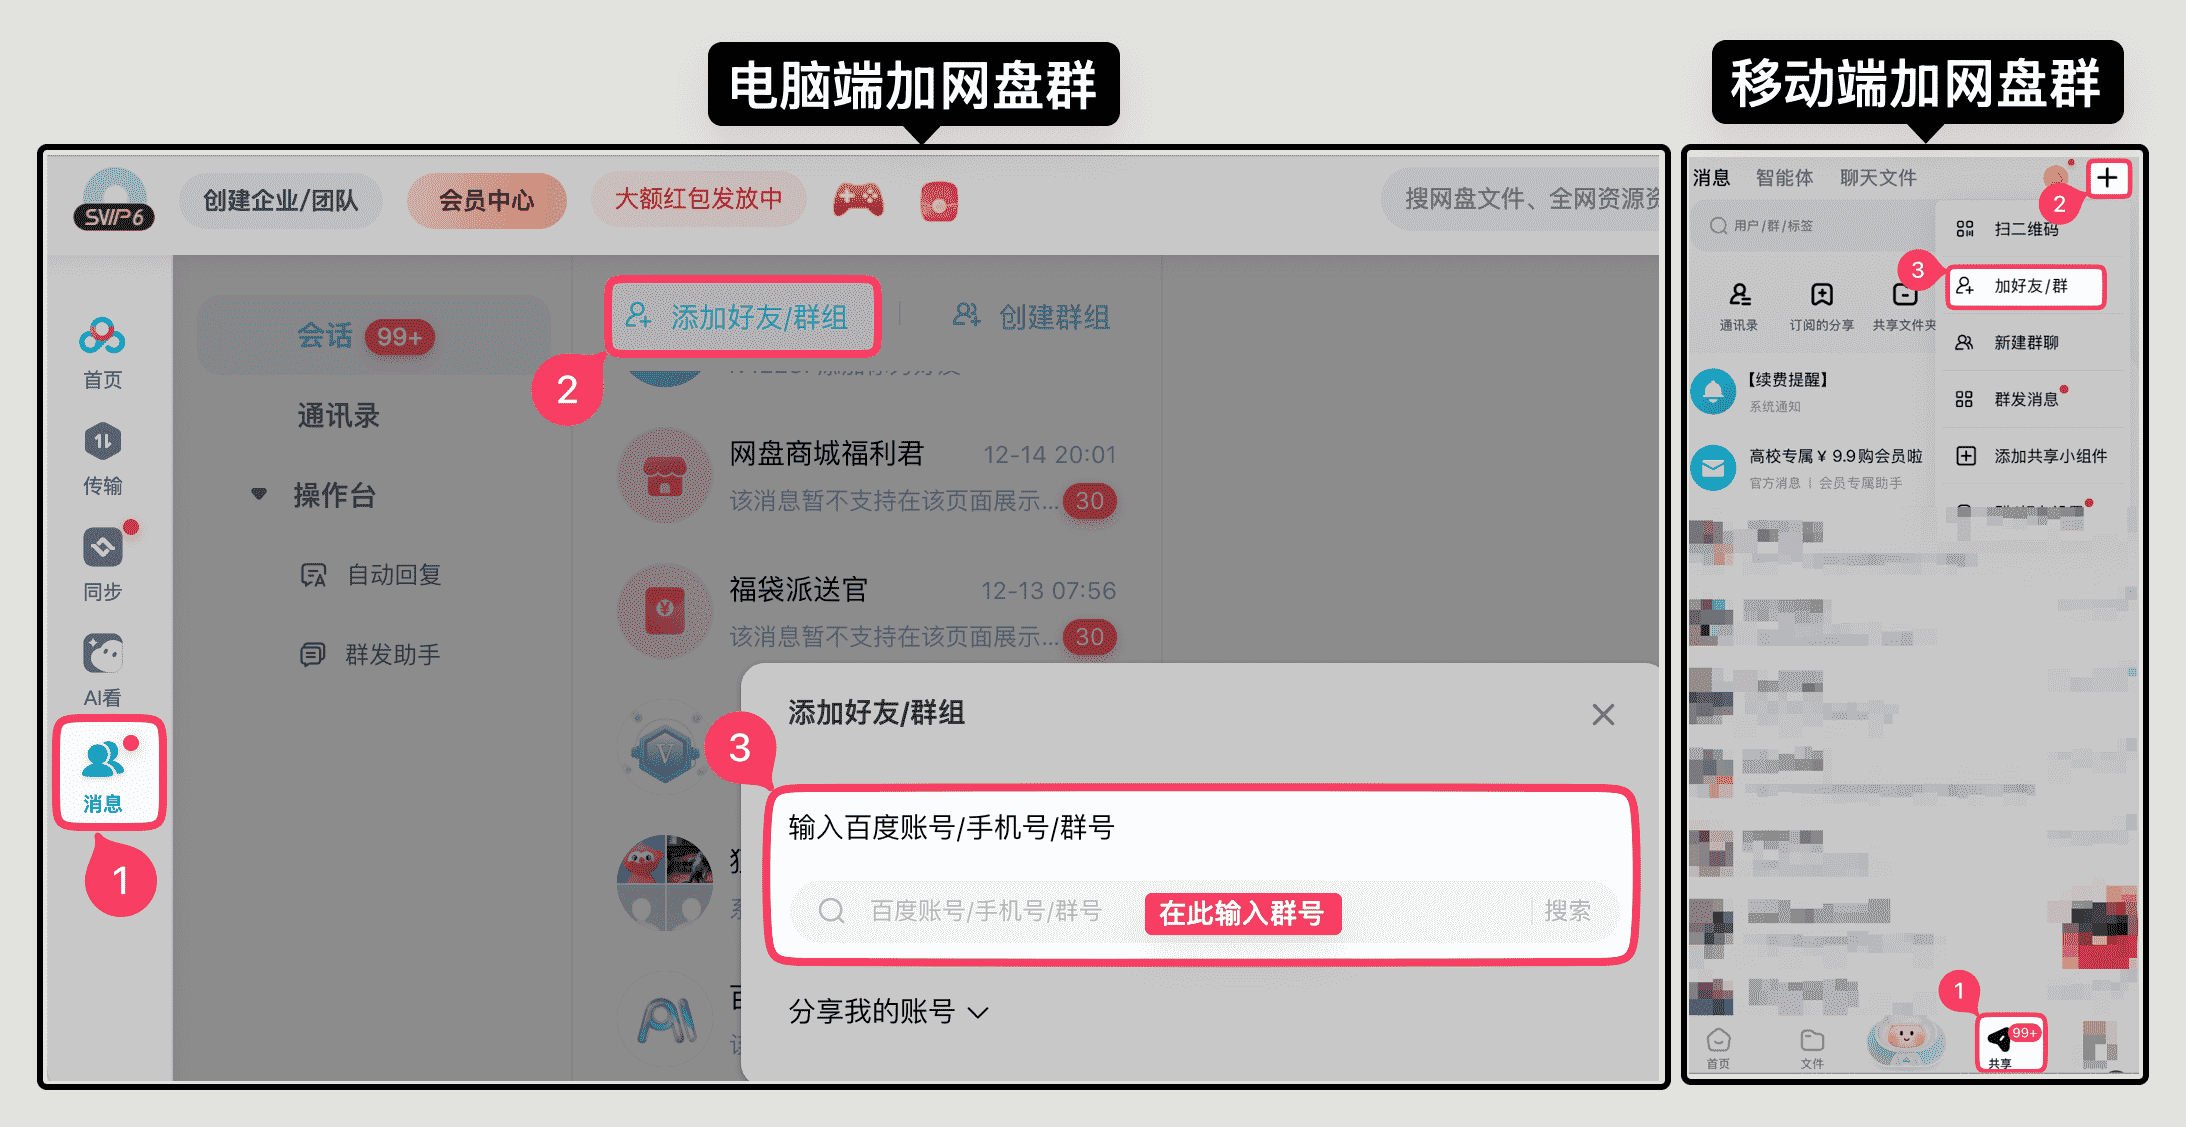 电脑端加网盘群
SVIP6
创建企业/团队
会员中心
大额红包发放中
搜网盘文件、全网资源
首页
传输
同步
AI看
消息
1
会话
99+
通讯录
操作台
自动回复
群发助手
添加好友/群组
创建群组
2
网盘商城福利君
12-14 20:01
该消息暂不支持在该页面展示...
30
福袋派送官
12-13 07:56
该消息暂不支持在该页面展示...
30
添加好友/群组
3
输入百度账号/手机号/群号
百度账号/手机号/群号
在此输入群号
搜索
分享我的账号
移动端加网盘群
消息
智能体
聊天文件
2
用户/群/标签
扫二维码
3
加好友/群
通讯录
订阅的分享
共享文件夹
新建群聊
【续费提醒】
系统通知
群发消息
高校专属¥ 9.9购会员啦
官方消息 | 会员专属助手
添加共享小组件
1
99+
首页
文件
共享